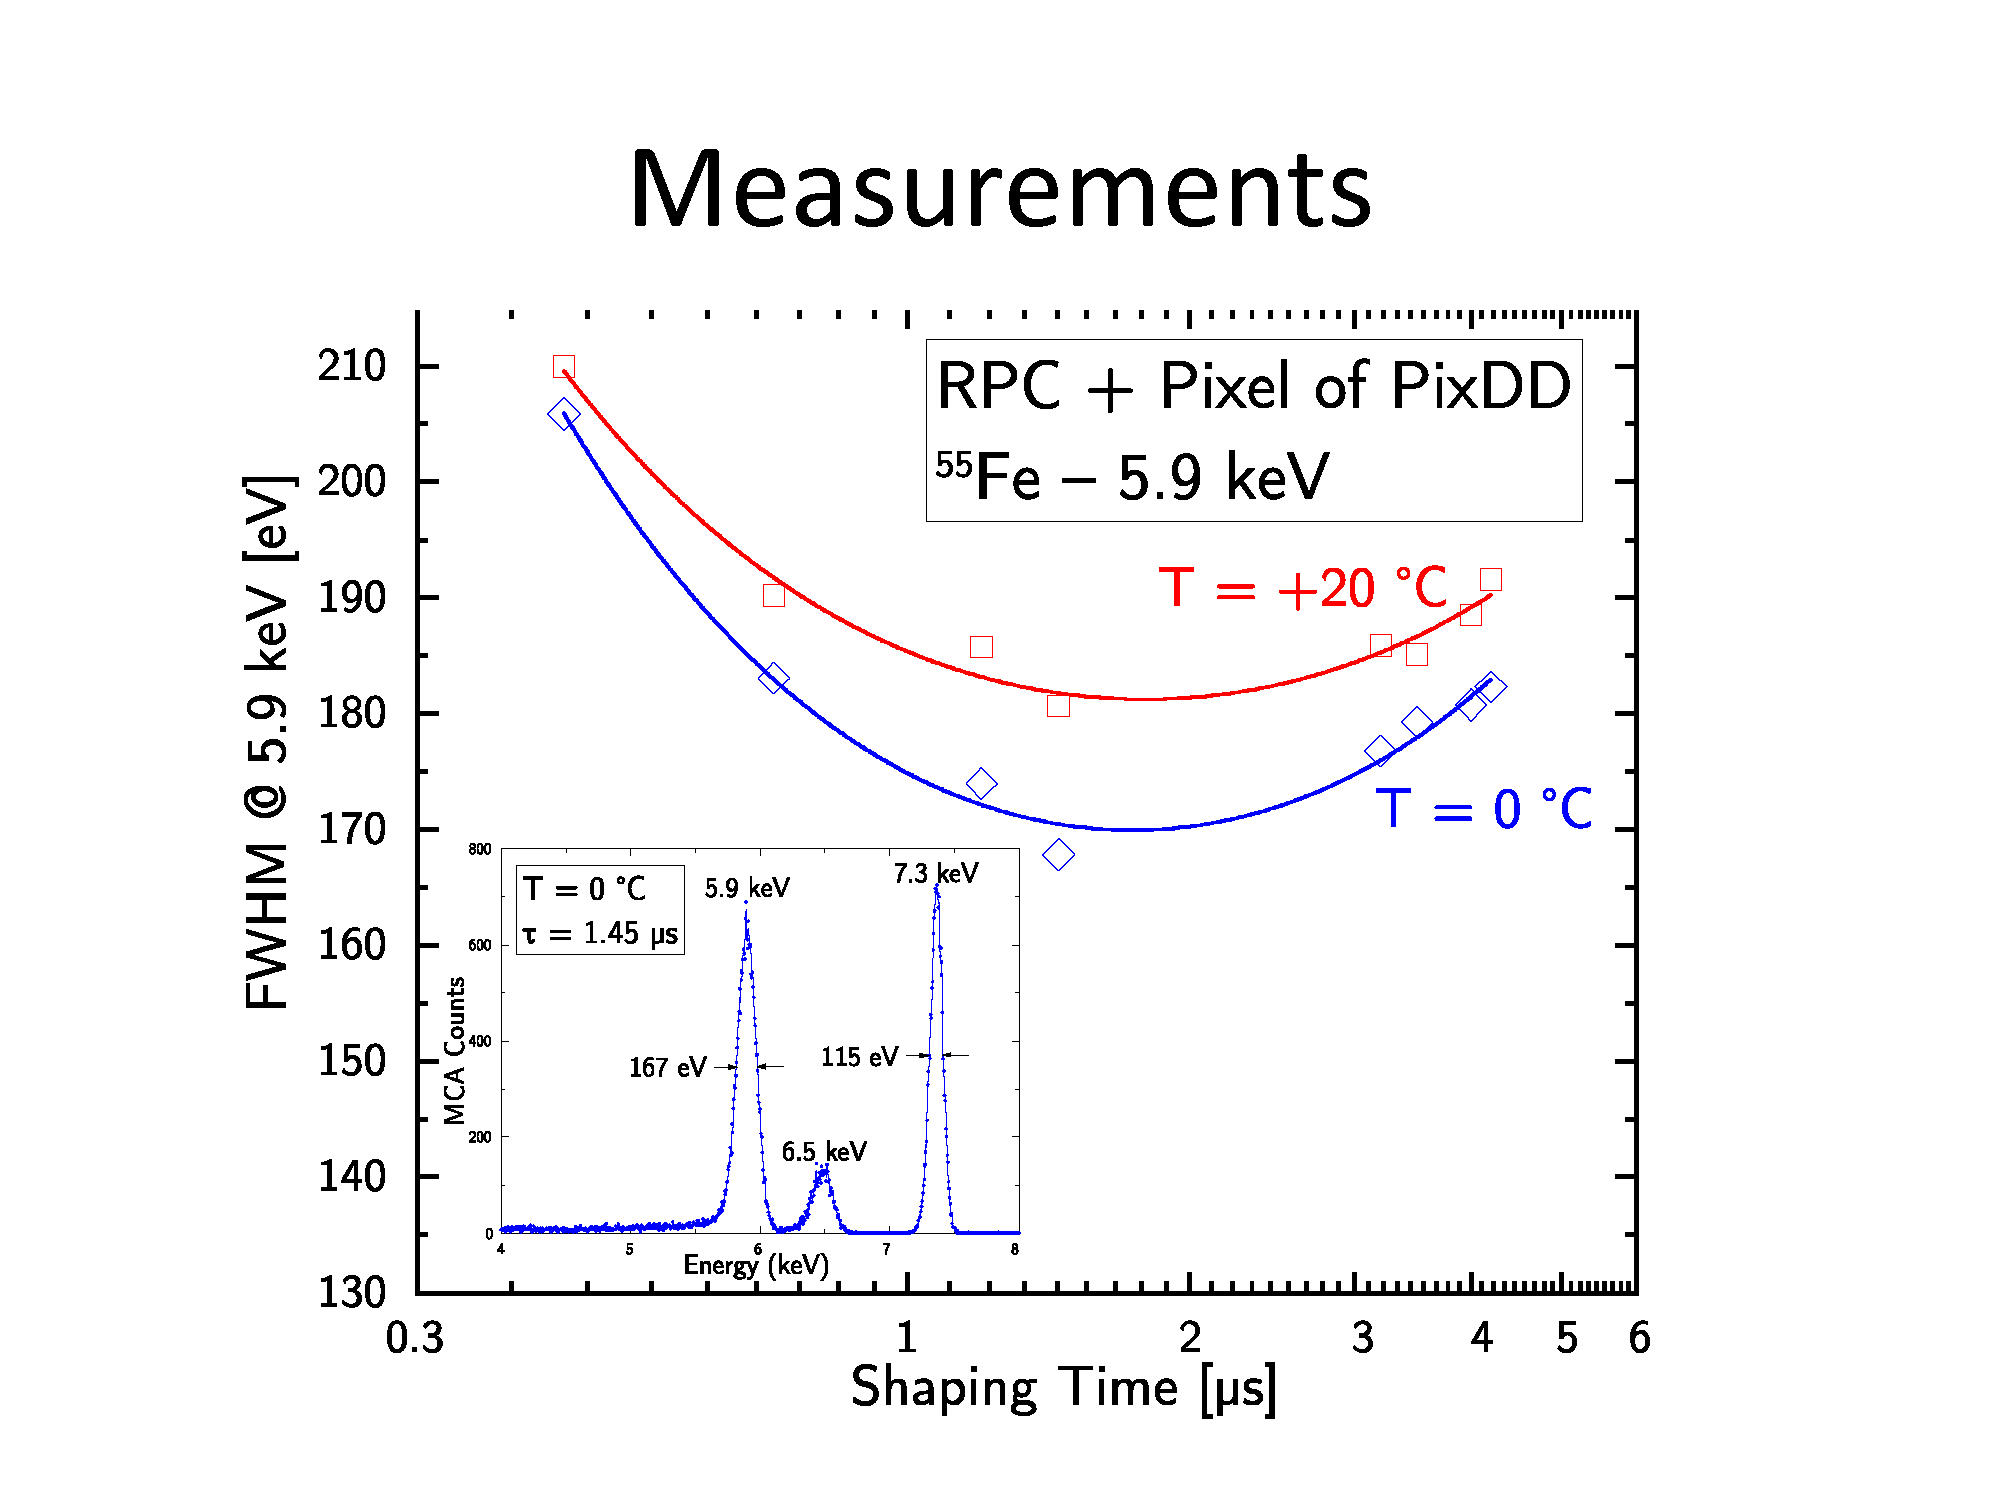 Measurements
RPC + Pixel of PixDD
⁵⁵Fe – 5.9 keV
T = +20 °C
T = 0 °C
FWHM @ 5.9 keV [eV]
210
200
190
180
170
160
150
140
130
0.3
1
2
3
4
5
6
Shaping Time [µs]
T = 0 °C
τ = 1.45 µs
5.9 keV
7.3 keV
167 eV
115 eV
6.5 keV
MCA Counts
800
600
400
200
0
4
5
6
7
8
Energy (keV)